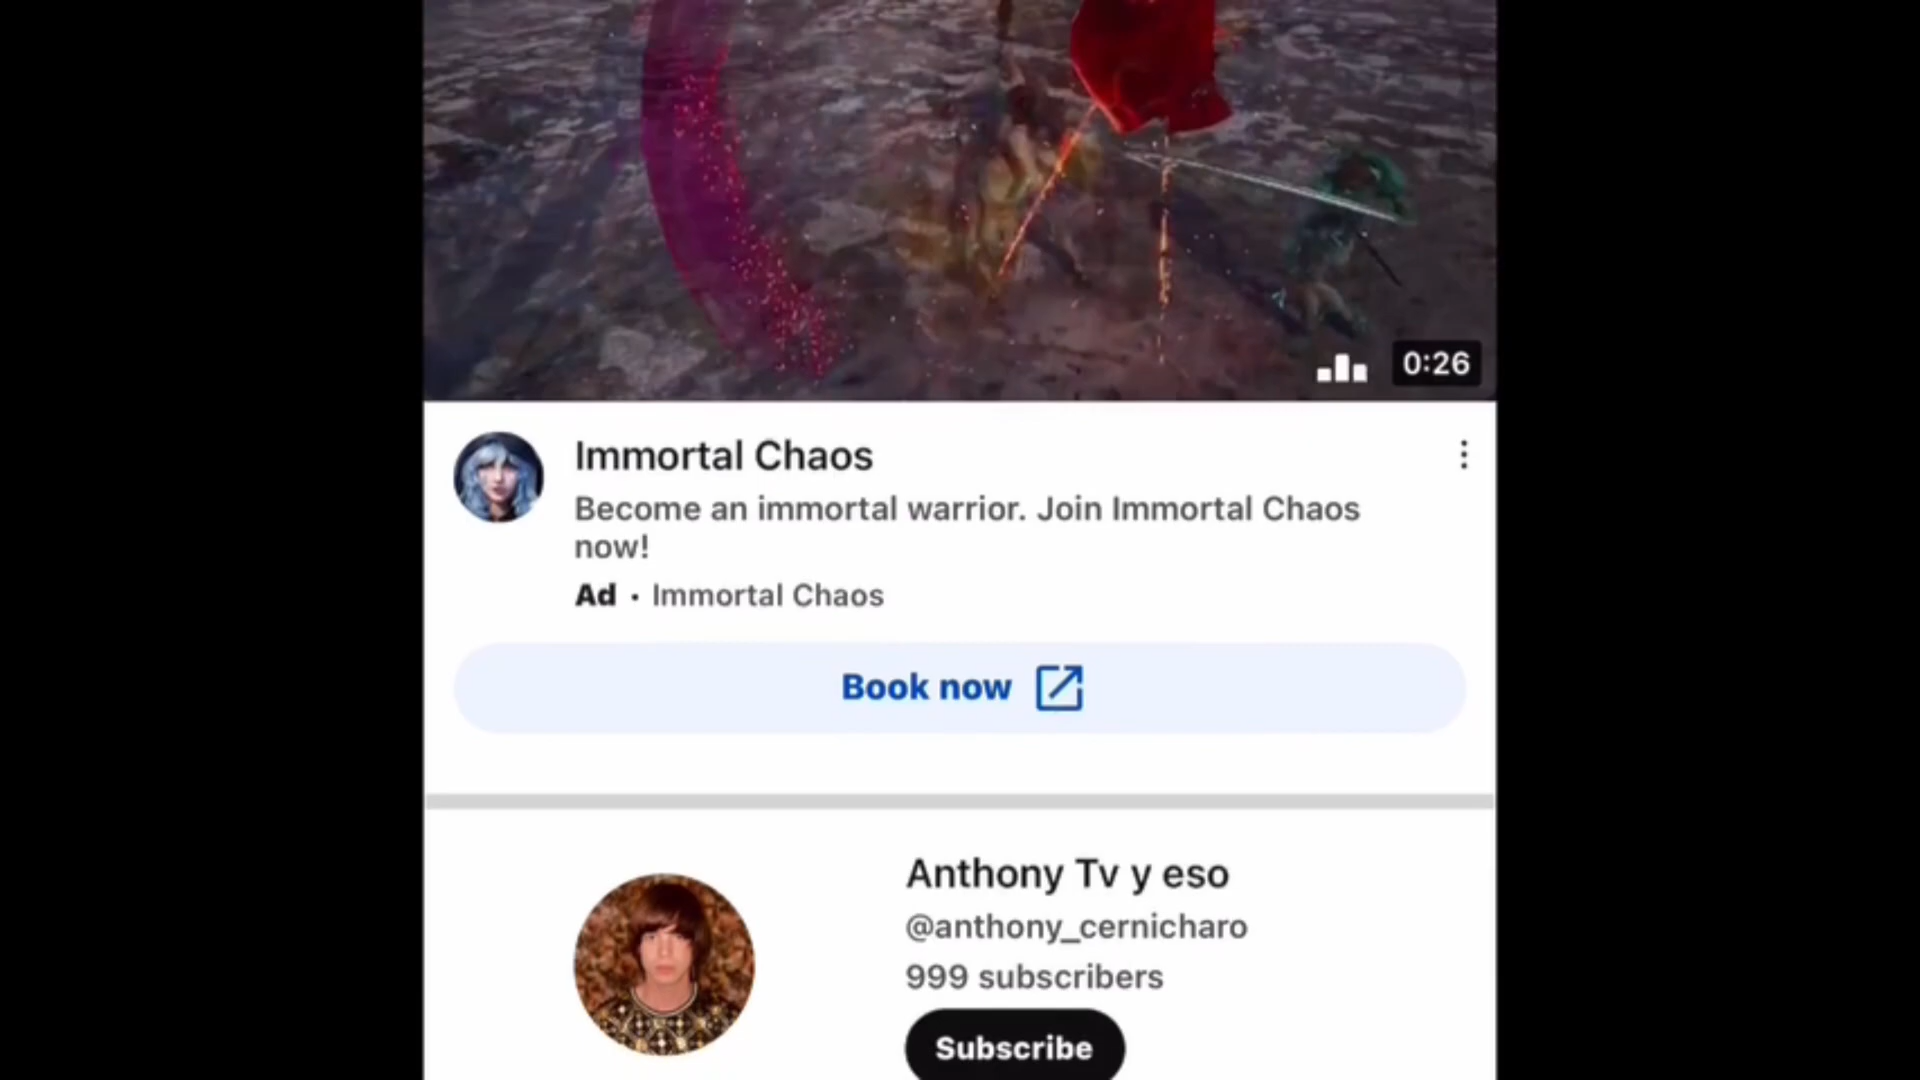 0:26
Immortal Chaos
Become an immortal warrior. Join Immortal Chaos
now!
Ad · Immortal Chaos
Book now
Anthony Tv y eso
@anthony_cernicharo
999 subscribers
Subscribe